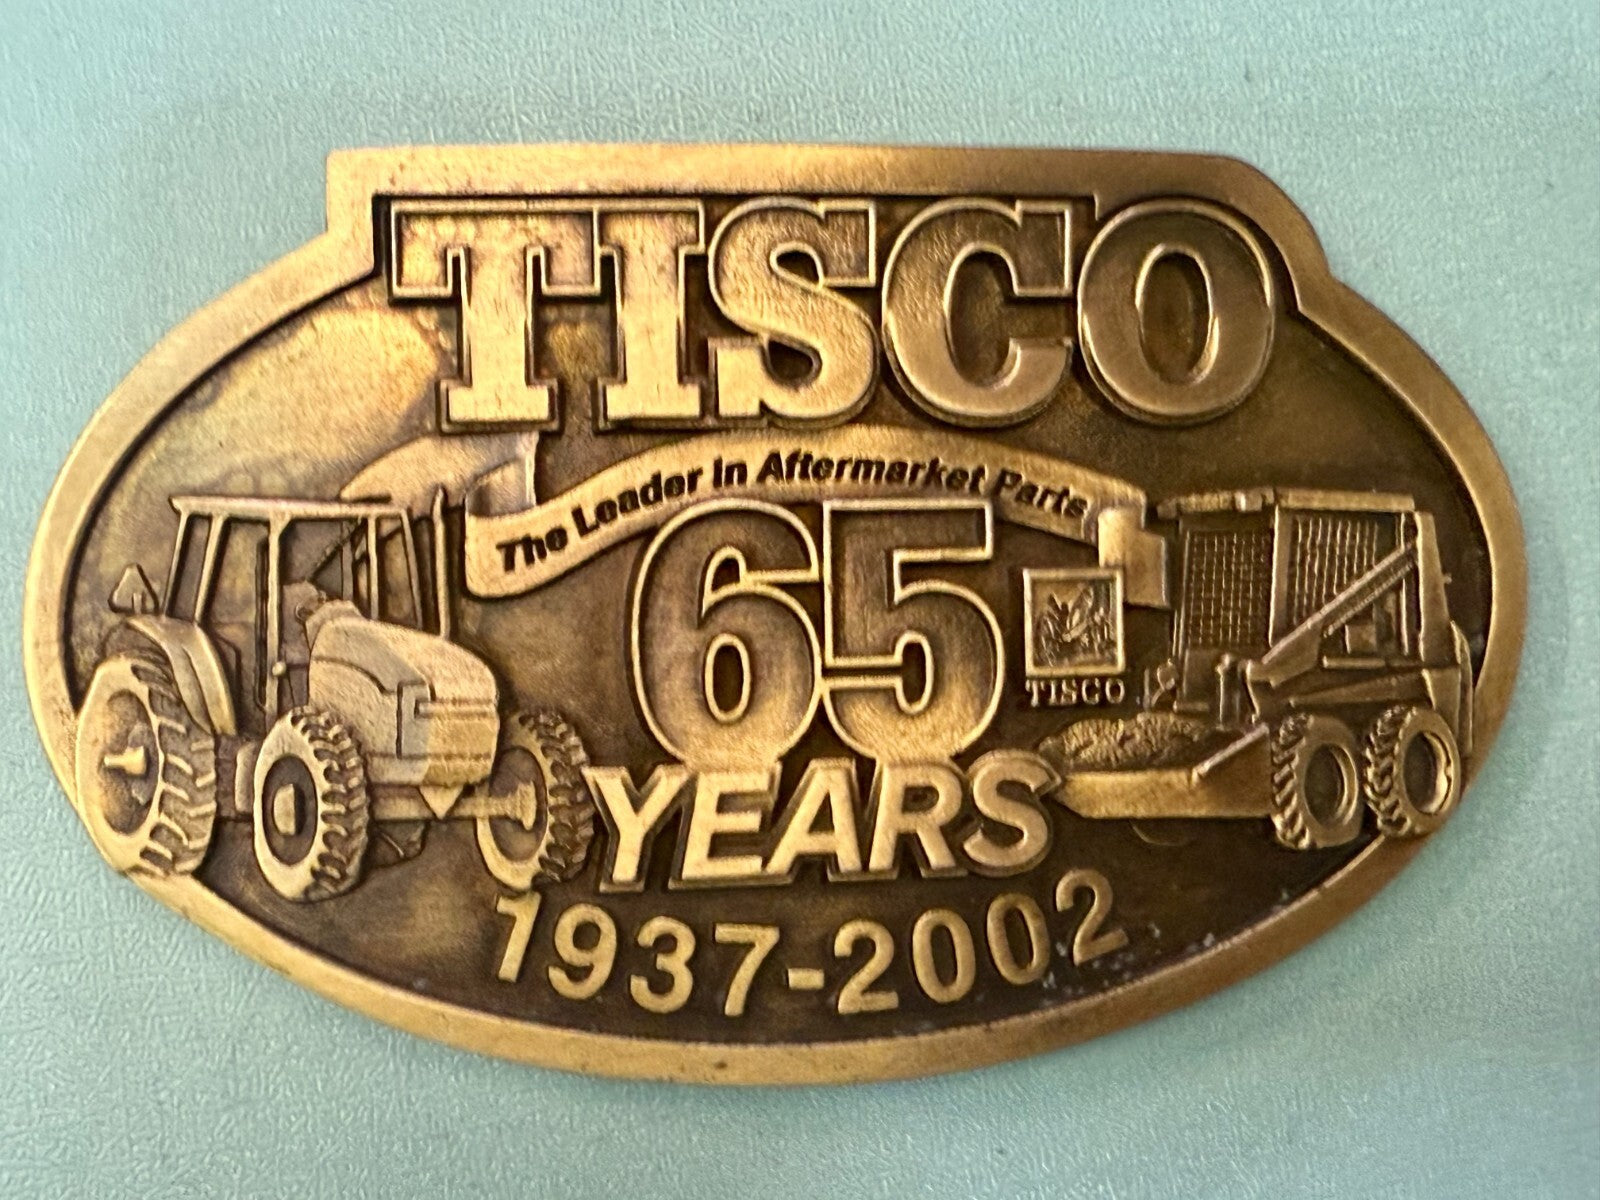 TISCO
The Leader in Aftermarket Parts
65
TISCO
YEARS
1937-2002